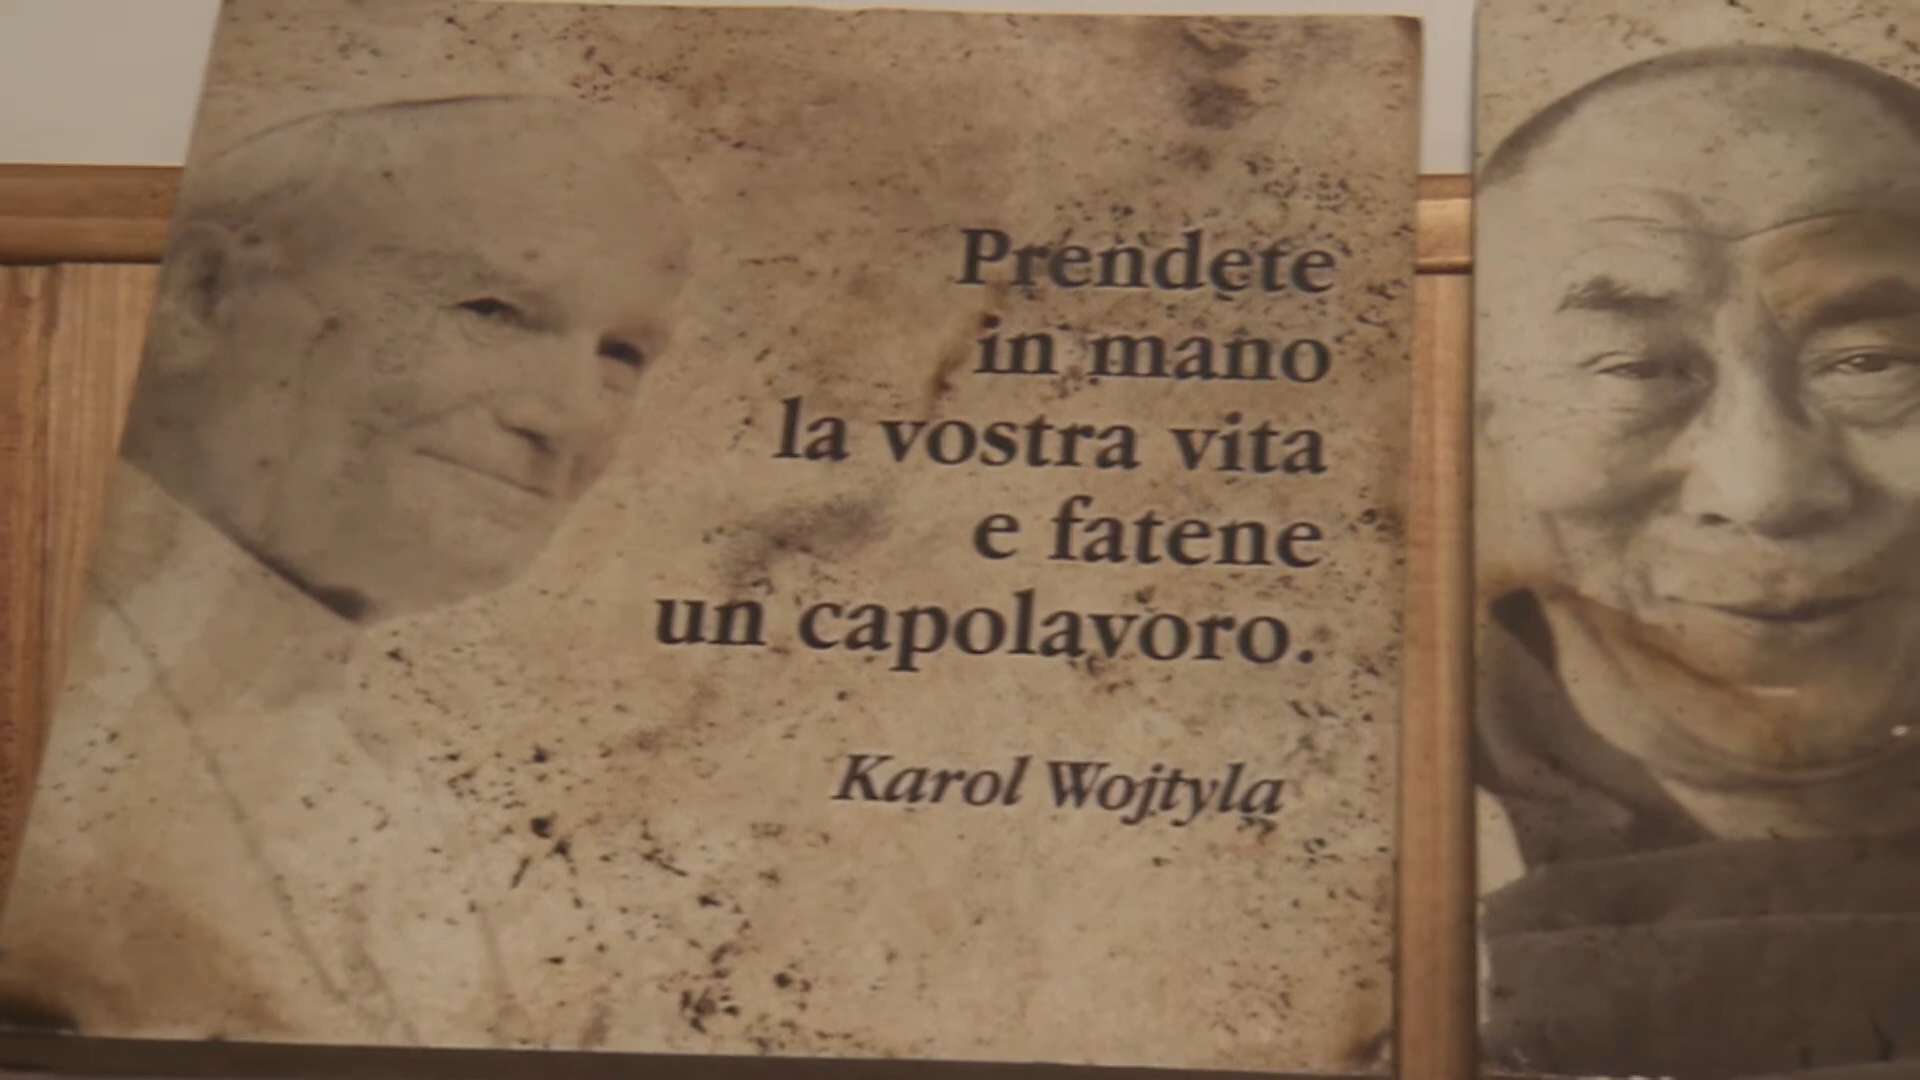 Prendete
in mano
la vostra vita
e fatene
un capolavoro.
Karol Wojtyla